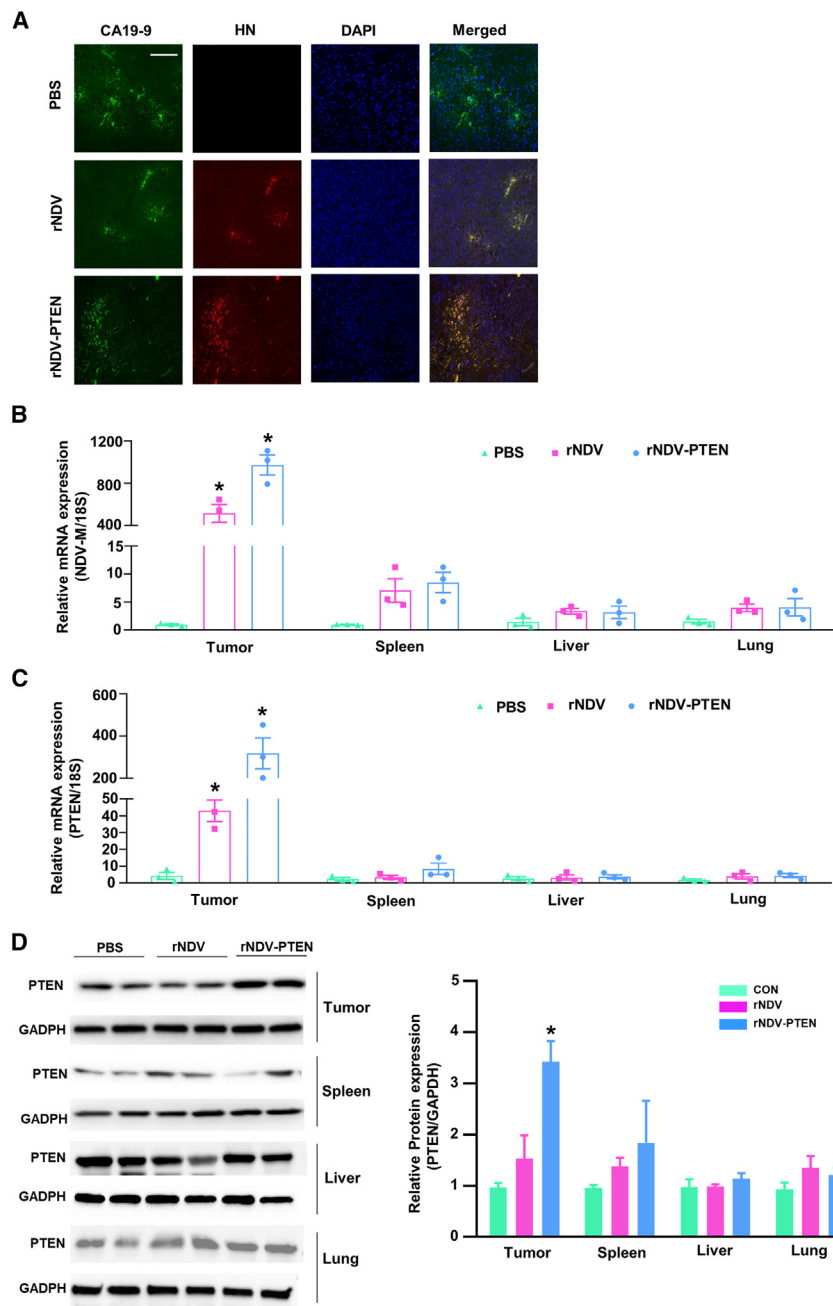 A
CA19-9 HN DAPI Merged
PBS
rNDV
rNDV-PTEN
B
Relative mRNA expression
(NDV-M/18S)
1200
800
400
15
10
5
0
PBS rNDV rNDV-PTEN
* *
Tumor Spleen Liver Lung
C
Relative mRNA expression
(PTEN/18S)
600
400
200
50
40
30
20
10
0
PBS rNDV rNDV-PTEN
* *
Tumor Spleen Liver Lung
D
PBS rNDV rNDV-PTEN
PTEN
GADPH
Tumor
PTEN
GADPH
Spleen
PTEN
GADPH
Liver
PTEN
GADPH
Lung
Relative Protein expression
(PTEN/GAPDH)
5
4
3
2
1
0
CON
rNDV
rNDV-PTEN
*
Tumor Spleen Liver Lung